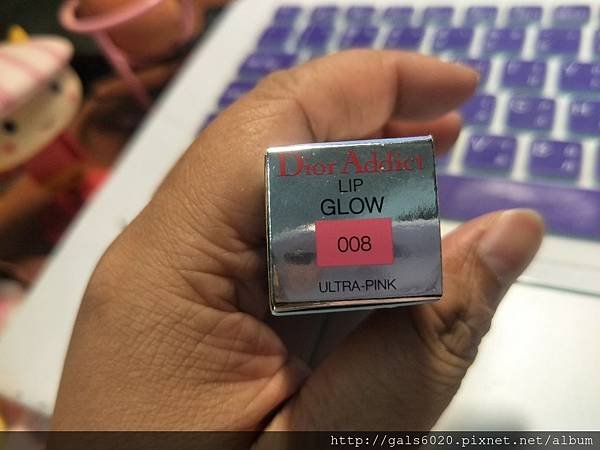 Dior Addict
LIP
GLOW
008
ULTRA-PINK
http://gals6020.pixnet.net/album